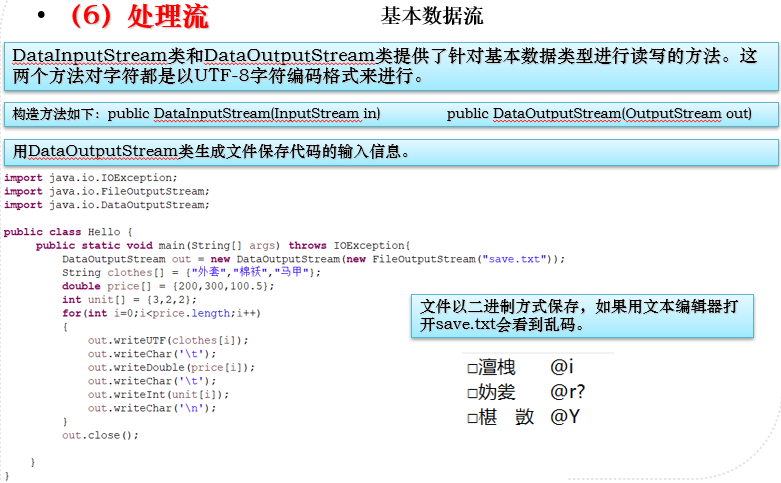 • （6）处理流
基本数据流
DataInputStream类和DataOutputStream类提供了针对基本数据类型进行读写的方法。这
两个方法对字符都是以UTF-8字符编码格式来进行。
构造方法如下：public DataInputStream(InputStream in) public DataOutputStream(OutputStream out)
用DataOutputStream类生成文件保存代码的输入信息。
import java.io.IOException;
import java.io.FileOutputStream;
import java.io.DataOutputStream;
public class Hello {
public static void main(String[] args) throws IOException{
DataOutputStream out = new DataOutputStream(new FileOutputStream("save.txt"));
String clothes[] = {"外套","棉袄","马甲"};
double price[] = {200,300,100.5};
int unit[] = {3,2,2};
for(int i=0;i<price.length;i++)
{
out.writeUTF(clothes[i]);
out.writeChar('\t');
out.writeDouble(price[i]);
out.writeChar('\t');
out.writeInt(unit[i]);
out.writeChar('\n');
}
out.close();
}
}
文件以二进制方式保存，如果用文本编辑器打
开save.txt会看到乱码。
□澶栧 @i
□妫夎 @r?
□椹 敳 @Y